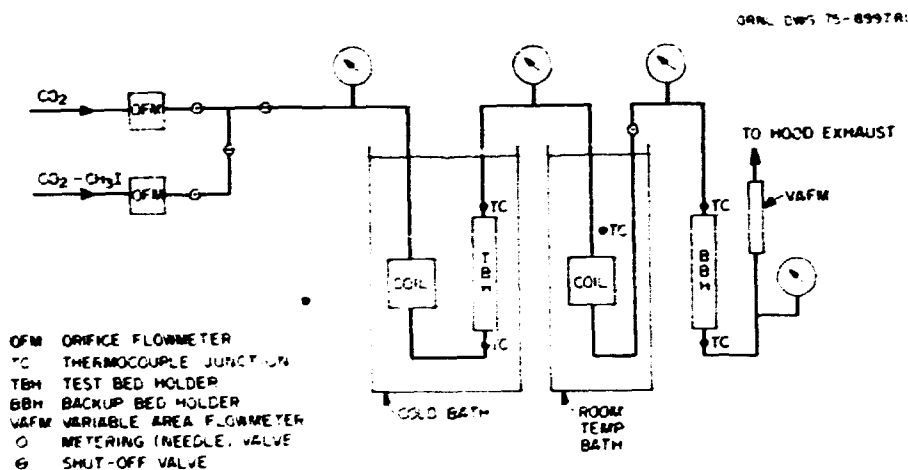 ORNL DWG 75-8997R1
CO2
OFM
CO2-CH3I
OFM
TO HOOD EXHAUST
VAFM
TC
TC
TC
TBH
BBH
COIL
COIL
TC
TC
COLD BATH
ROOM
TEMP
BATH
OFM ORIFICE FLOWMETER
TC THERMOCOUPLE JUNCTION
TBH TEST BED HOLDER
BBH BACKUP BED HOLDER
VAFM VARIABLE AREA FLOWMETER
METERING (NEEDLE) VALVE
SHUT-OFF VALVE